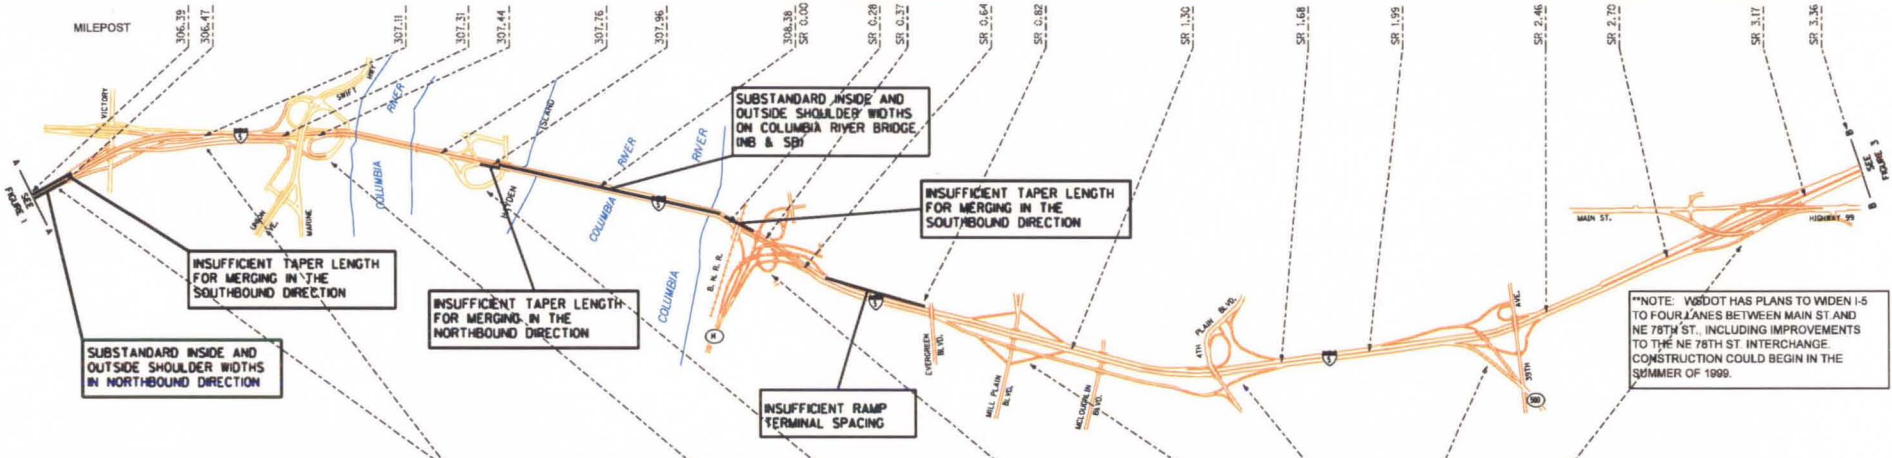 MILEPOST
306.39
306.47
307.11
307.31
307.44
307.76
307.96
308.38
SR 0.00
SR 0.28
SR 0.37
SR 0.64
SR 0.82
SR 1.30
SR 1.68
SR 1.99
SR 2.46
SR 2.70
SR 3.17
SR 3.36
A
SEE
FIGURE 1
A
VICTORY
5
SWIFT
HWY
UNION
MARINE
COLUMBIA
RIVER
COLUMBIA
HAYDEN
ISLAND
SUBSTANDARD INSIDE AND
OUTSIDE SHOULDER WIDTHS
ON COLUMBIA RIVER BRIDGE
(NB & SB)
COLUMBIA
RIVER
5
COLUMBIA
RIVER
INSUFFICIENT TAPER LENGTH
FOR MERGING IN THE
SOUTHBOUND DIRECTION
INSUFFICIENT TAPER LENGTH
FOR MERGING IN THE
SOUTHBOUND DIRECTION
INSUFFICIENT TAPER LENGTH
FOR MERGING IN THE
NORTHBOUND DIRECTION
SUBSTANDARD INSIDE AND
OUTSIDE SHOULDER WIDTHS
IN NORTHBOUND DIRECTION
INSUFFICIENT RAMP
TERMINAL SPACING
B. N. R. R.
14
5
EVERGREEN
BLVD.
MILL PLAIN
BLVD.
MCLOUGHLIN
BLVD.
4TH PLAIN BLVD.
5
39TH
AVE.
500
MAIN ST.
HIGHWAY 99
B
SEE
FIGURE 3
B
**NOTE: WSDOT HAS PLANS TO WIDEN I-5
TO FOUR LANES BETWEEN MAIN ST. AND
NE 78TH ST., INCLUDING IMPROVEMENTS
TO THE NE 78TH ST. INTERCHANGE.
CONSTRUCTION COULD BEGIN IN THE
SUMMER OF 1999.